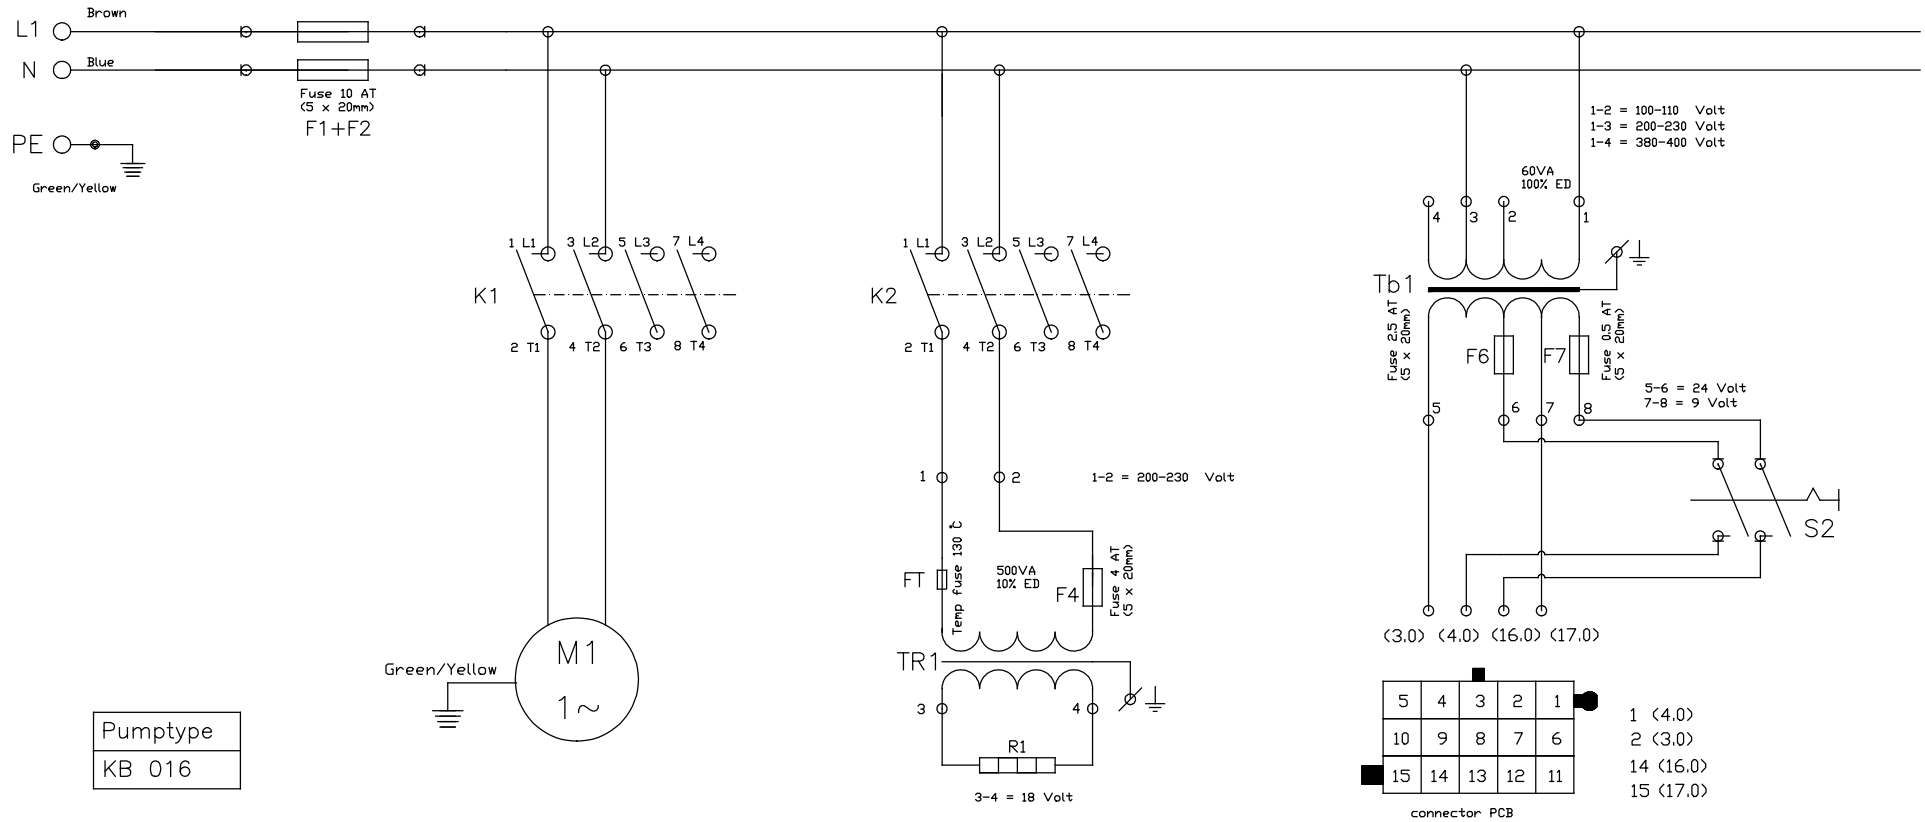 Brown
L1
N
Blue
Fuse 10 AT
(5 x 20mm)
F1+F2
PE
Green/Yellow
1 L1 3 L2 5 L3 7 L4
K1
2 T1 4 T2 6 T3 8 T4
Green/Yellow
M1
1~
Pumptype
KB 016
1 L1 3 L2 5 L3 7 L4
K2
2 T1 4 T2 6 T3 8 T4
1
2
1-2 = 200-230 Volt
Temp fuse 130 °C
FT
500VA
10% ED
F4
Fuse 4 AT
(5 x 20mm)
TR1
3
4
R1
3-4 = 18 Volt
1-2 = 100-110 Volt
1-3 = 200-230 Volt
1-4 = 380-400 Volt
60VA
100% ED
4 3 2 1
Tb1
Fuse 2.5 AT
(5 x 20mm)
F6
F7
Fuse 0.5 AT
(5 x 20mm)
5-6 = 24 Volt
7-8 = 9 Volt
5 6 7 8
S2
(3.0) (4.0) (16.0) (17.0)
5 4 3 2 1
10 9 8 7 6
15 14 13 12 11
connector PCB
1 (4.0)
2 (3.0)
14 (16.0)
15 (17.0)